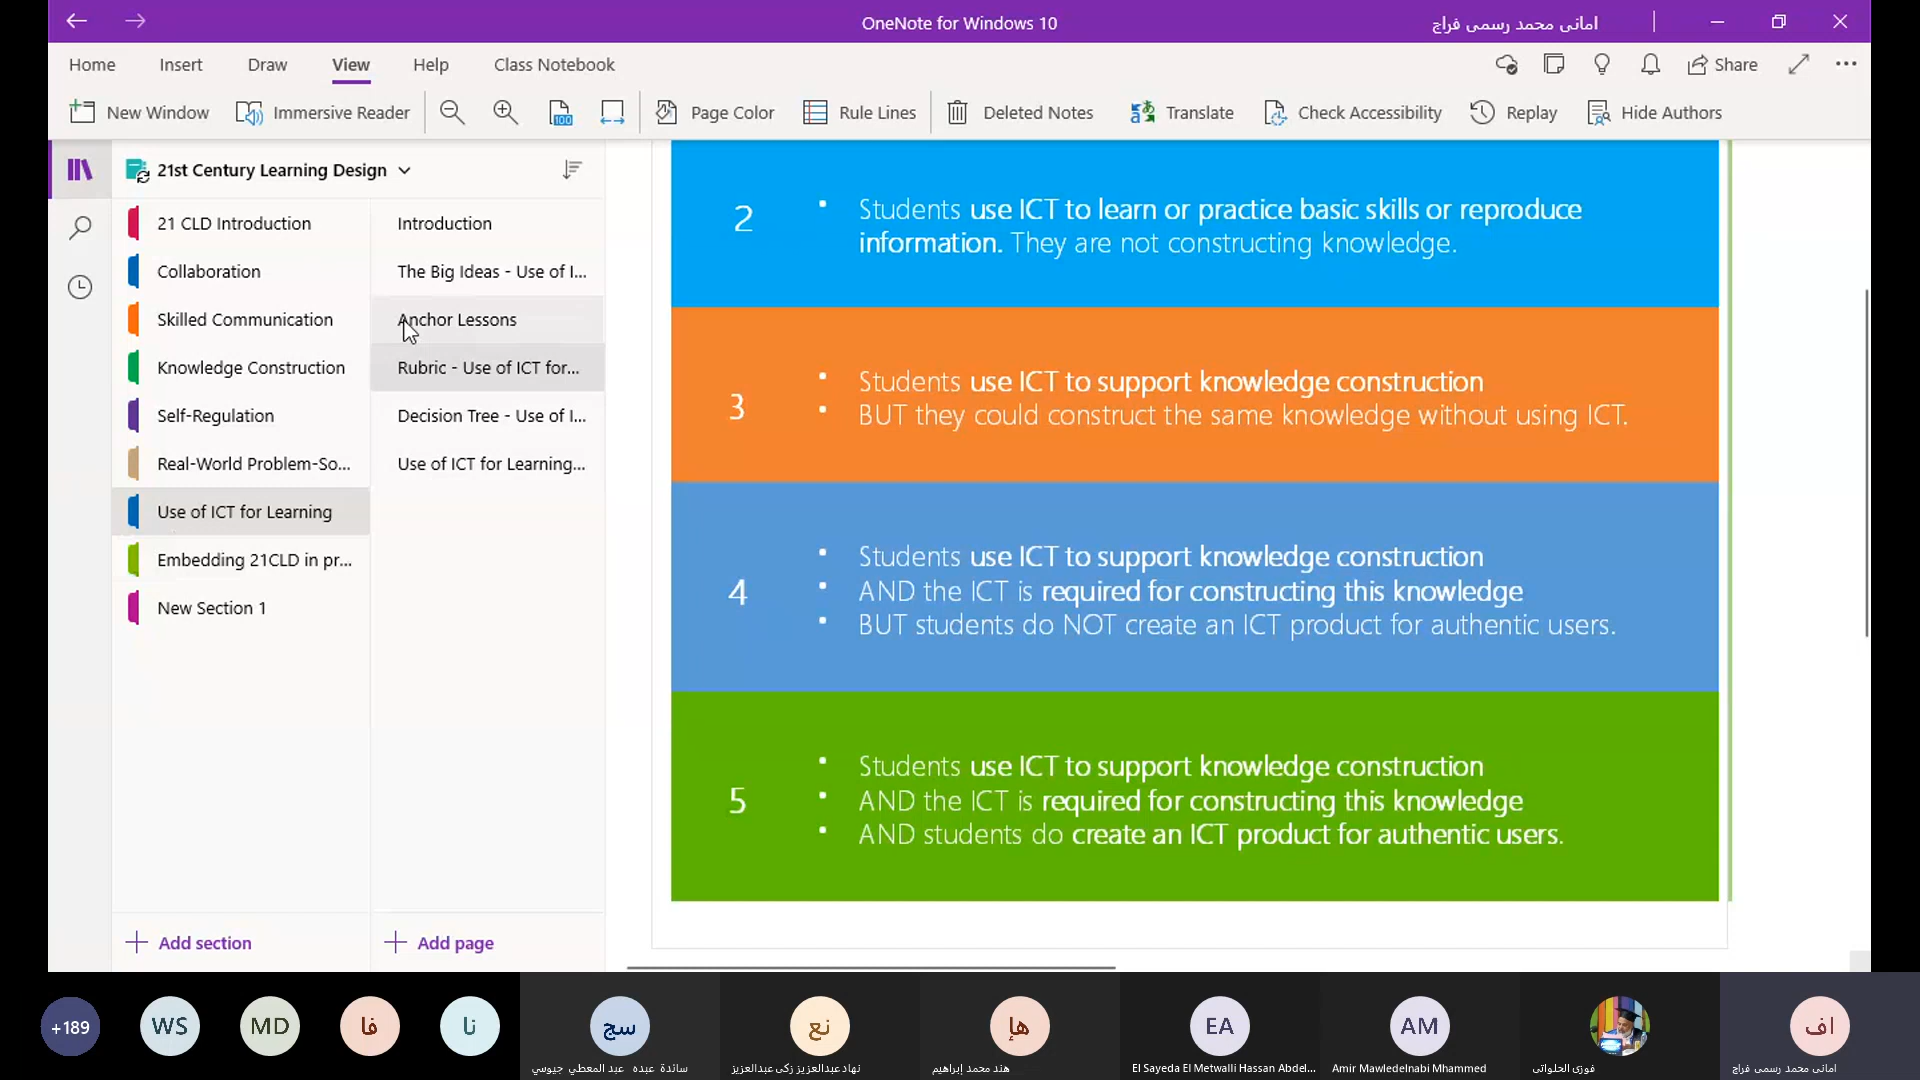 OneNote for Windows 10
امانى محمد رسمى فراج
Home
Insert
Draw
View
Help
Class Notebook
Share
New Window
Immersive Reader
100
Page Color
Rule Lines
Deleted Notes
Translate
Check Accessibility
Replay
Hide Authors
21st Century Learning Design
21 CLD Introduction
Collaboration
Skilled Communication
Knowledge Construction
Self-Regulation
Real-World Problem-So...
Use of ICT for Learning
Embedding 21CLD in pr...
New Section 1
Add section
Introduction
The Big Ideas - Use of I...
Anchor Lessons
Rubric - Use of ICT for...
Decision Tree - Use of I...
Use of ICT for Learning...
Add page
2
• Students use ICT to learn or practice basic skills or reproduce
information. They are not constructing knowledge.
3
• Students use ICT to support knowledge construction
• BUT they could construct the same knowledge without using ICT.
4
• Students use ICT to support knowledge construction
• AND the ICT is required for constructing this knowledge
• BUT students do NOT create an ICT product for authentic users.
5
• Students use ICT to support knowledge construction
• AND the ICT is required for constructing this knowledge
• AND students do create an ICT product for authentic users.
+189
WS
MD
فا
نا
سج
نع
هإ
EA
AM
اف
سائدة عبده عبد المعطي جيوسي
نهاد عبدالعزيز زكى عبدالعزيز
هند محمد إبراهيم
El Sayeda El Metwalli Hassan Abdel...
Amir Mawledelnabi Mhammed
فوزى الحلوانى
امانى محمد رسمى فراج